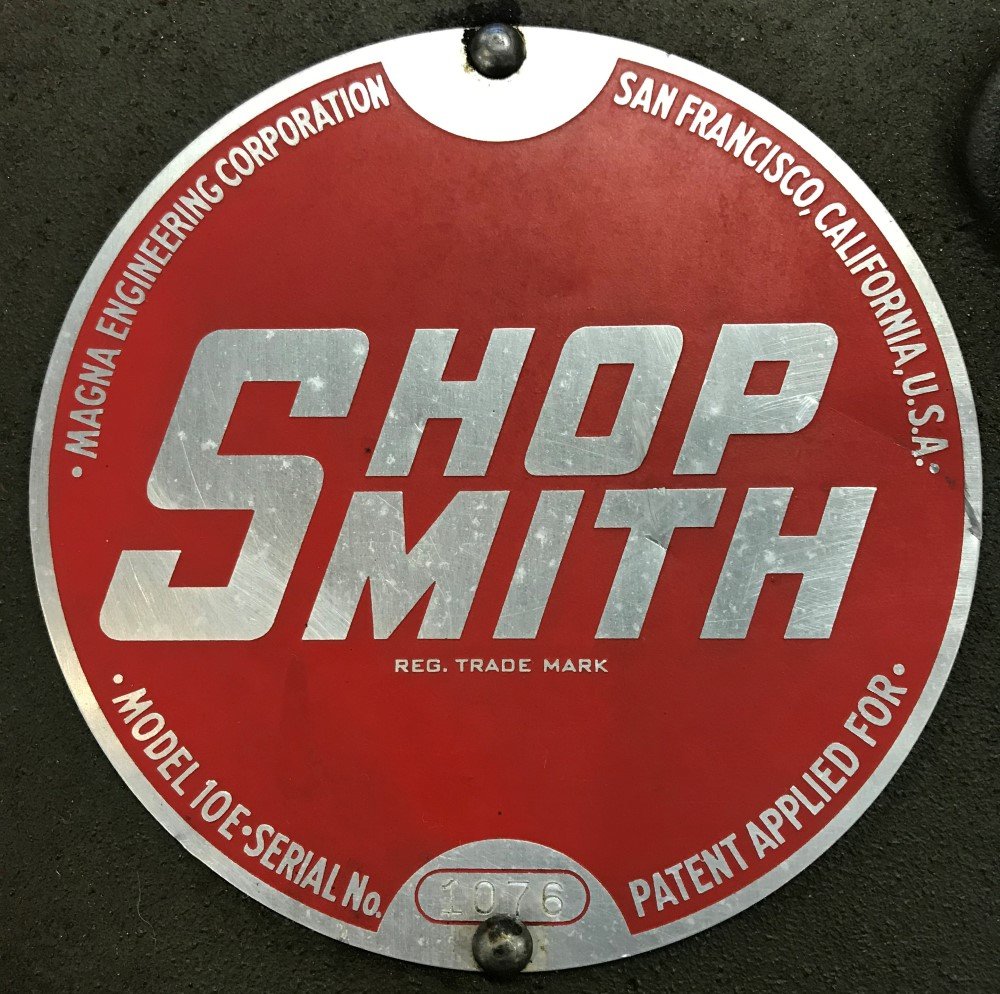 • MAGNA ENGINEERING CORPORATION
SAN FRANCISCO, CALIFORNIA, U.S.A. •
SHOP
SMITH
REG. TRADE MARK
• MODEL 10E • SERIAL No.
1076
PATENT APPLIED FOR •